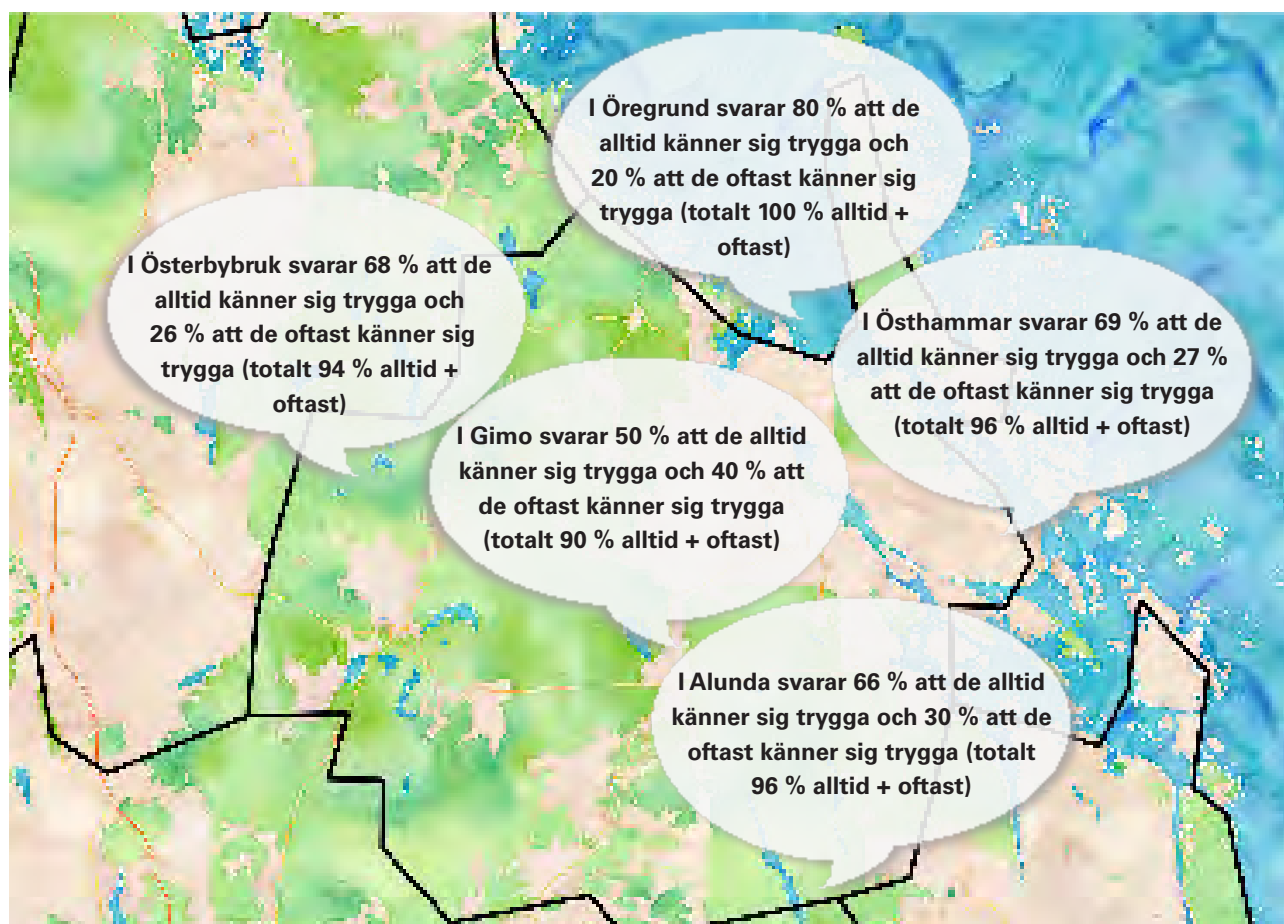 I Öregrund svarar 80 % att de
alltid känner sig trygga och
20 % att de oftast känner sig
trygga (totalt 100 % alltid +
oftast)
I Österbybruk svarar 68 % att de
alltid känner sig trygga och
26 % att de oftast känner sig
trygga (totalt 94 % alltid +
oftast)
I Östhammar svarar 69 % att de
alltid känner sig trygga och 27 %
att de oftast känner sig trygga
(totalt 96 % alltid + oftast)
I Gimo svarar 50 % att de alltid
känner sig trygga och 40 % att
de oftast känner sig trygga
(totalt 90 % alltid + oftast)
I Alunda svarar 66 % att de alltid
känner sig trygga och 30 % att de
oftast känner sig trygga (totalt
96 % alltid + oftast)